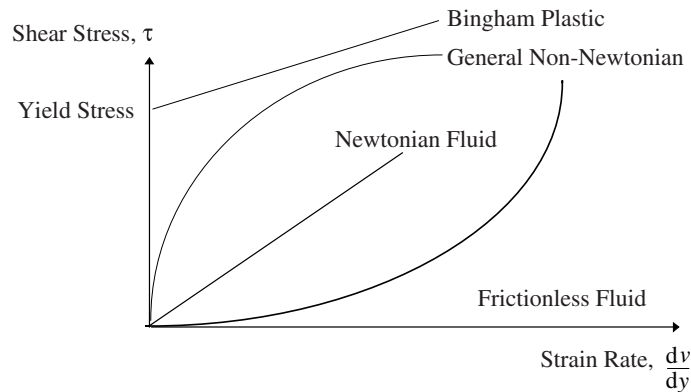 Bingham Plastic
Shear Stress, τ
General Non-Newtonian
Yield Stress
Newtonian Fluid
Frictionless Fluid
Strain Rate, dv/dy